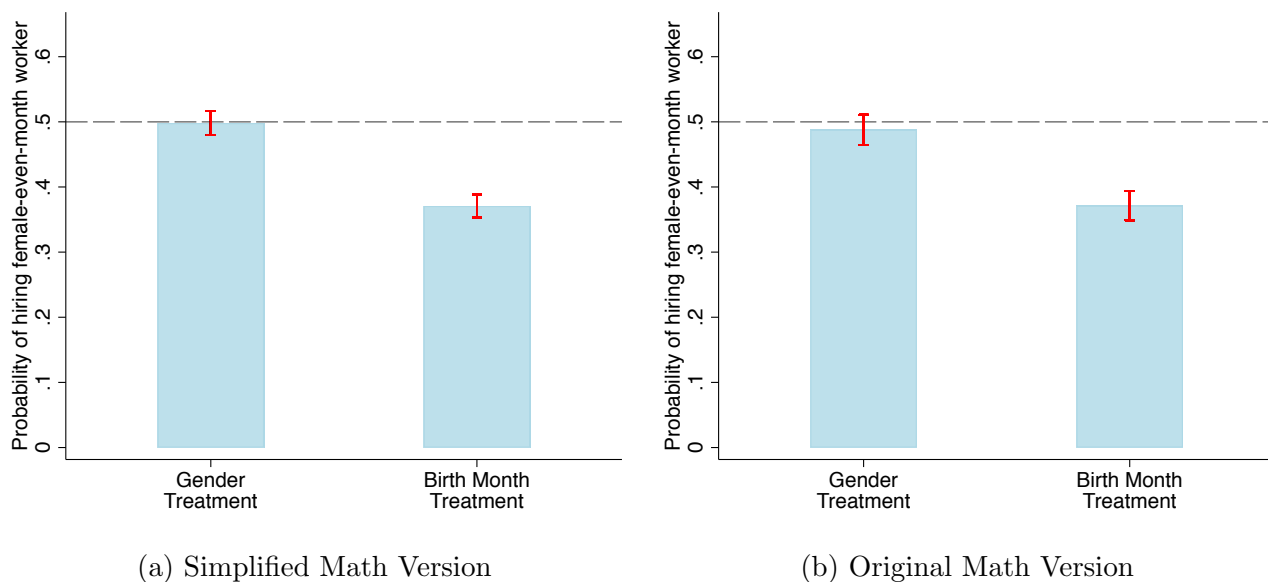 Probability of hiring female-even-month worker
.6
.5
.4
.3
.2
.1
0
Gender
Treatment
Birth Month
Treatment
(a) Simplified Math Version
Probability of hiring female-even-month worker
.6
.5
.4
.3
.2
.1
0
Gender
Treatment
Birth Month
Treatment
(b) Original Math Version